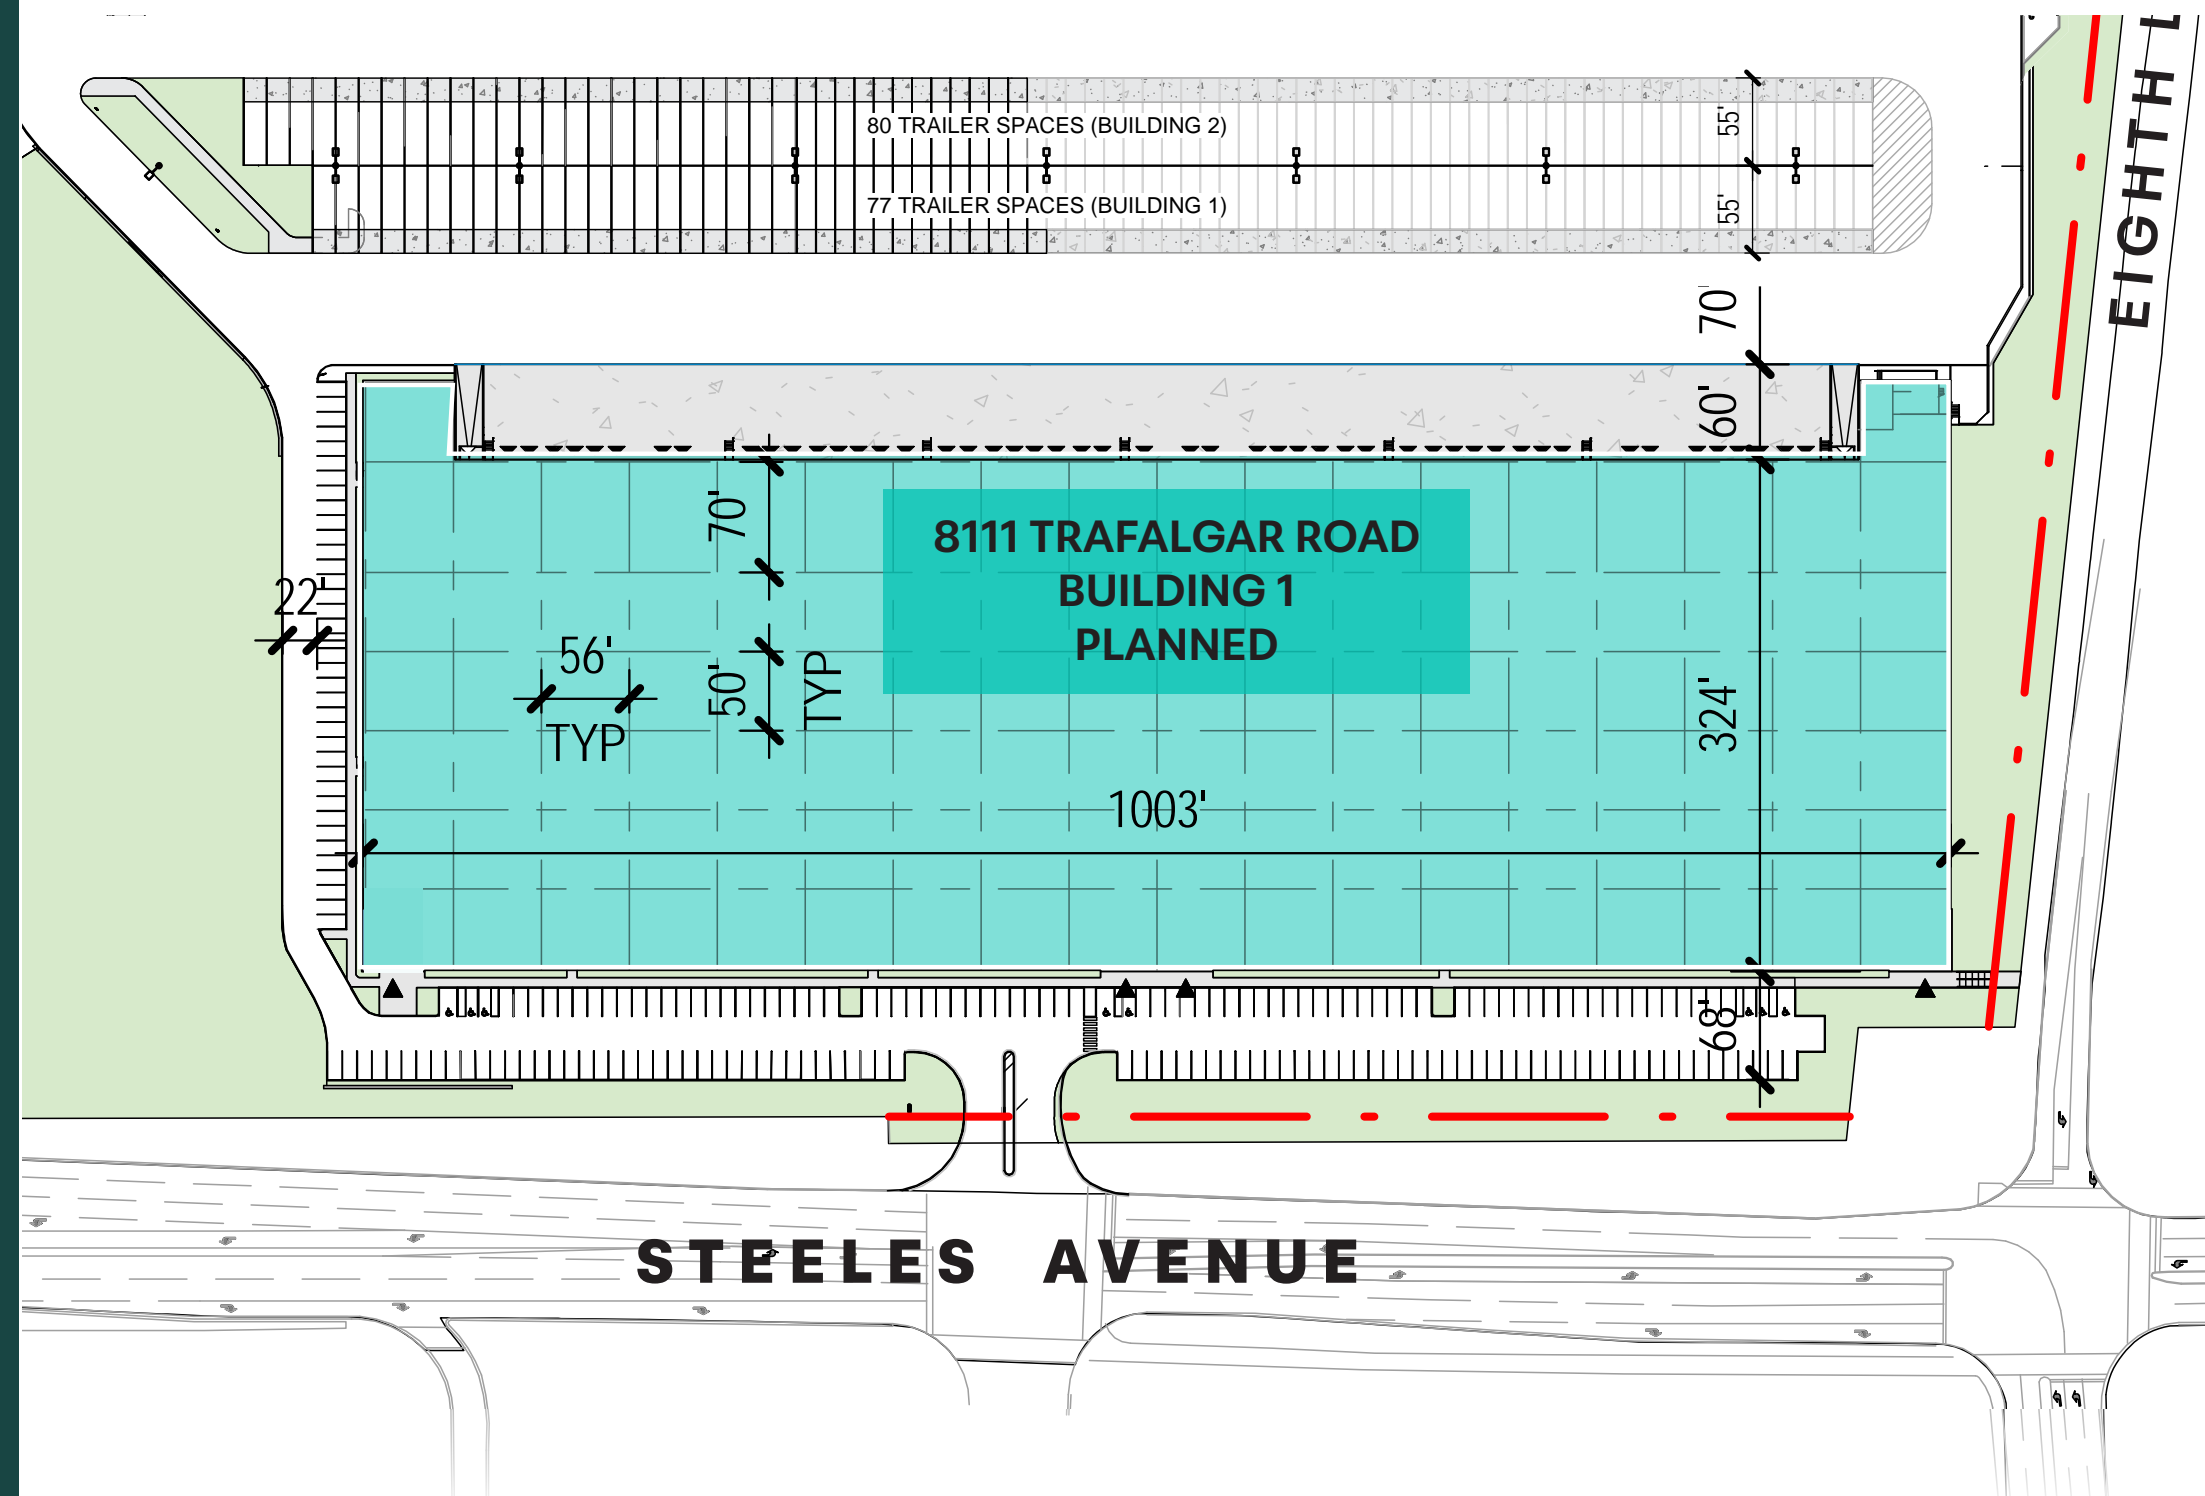 80 TRAILER SPACES (BUILDING 2)
55'
77 TRAILER SPACES (BUILDING 1)
55'
EIGHTH
70'
60'
8111 TRAFALGAR ROAD
BUILDING 1
PLANNED
70'
22'
56'
TYP
50'
TYP
324'
1003'
68'
STEELES AVENUE